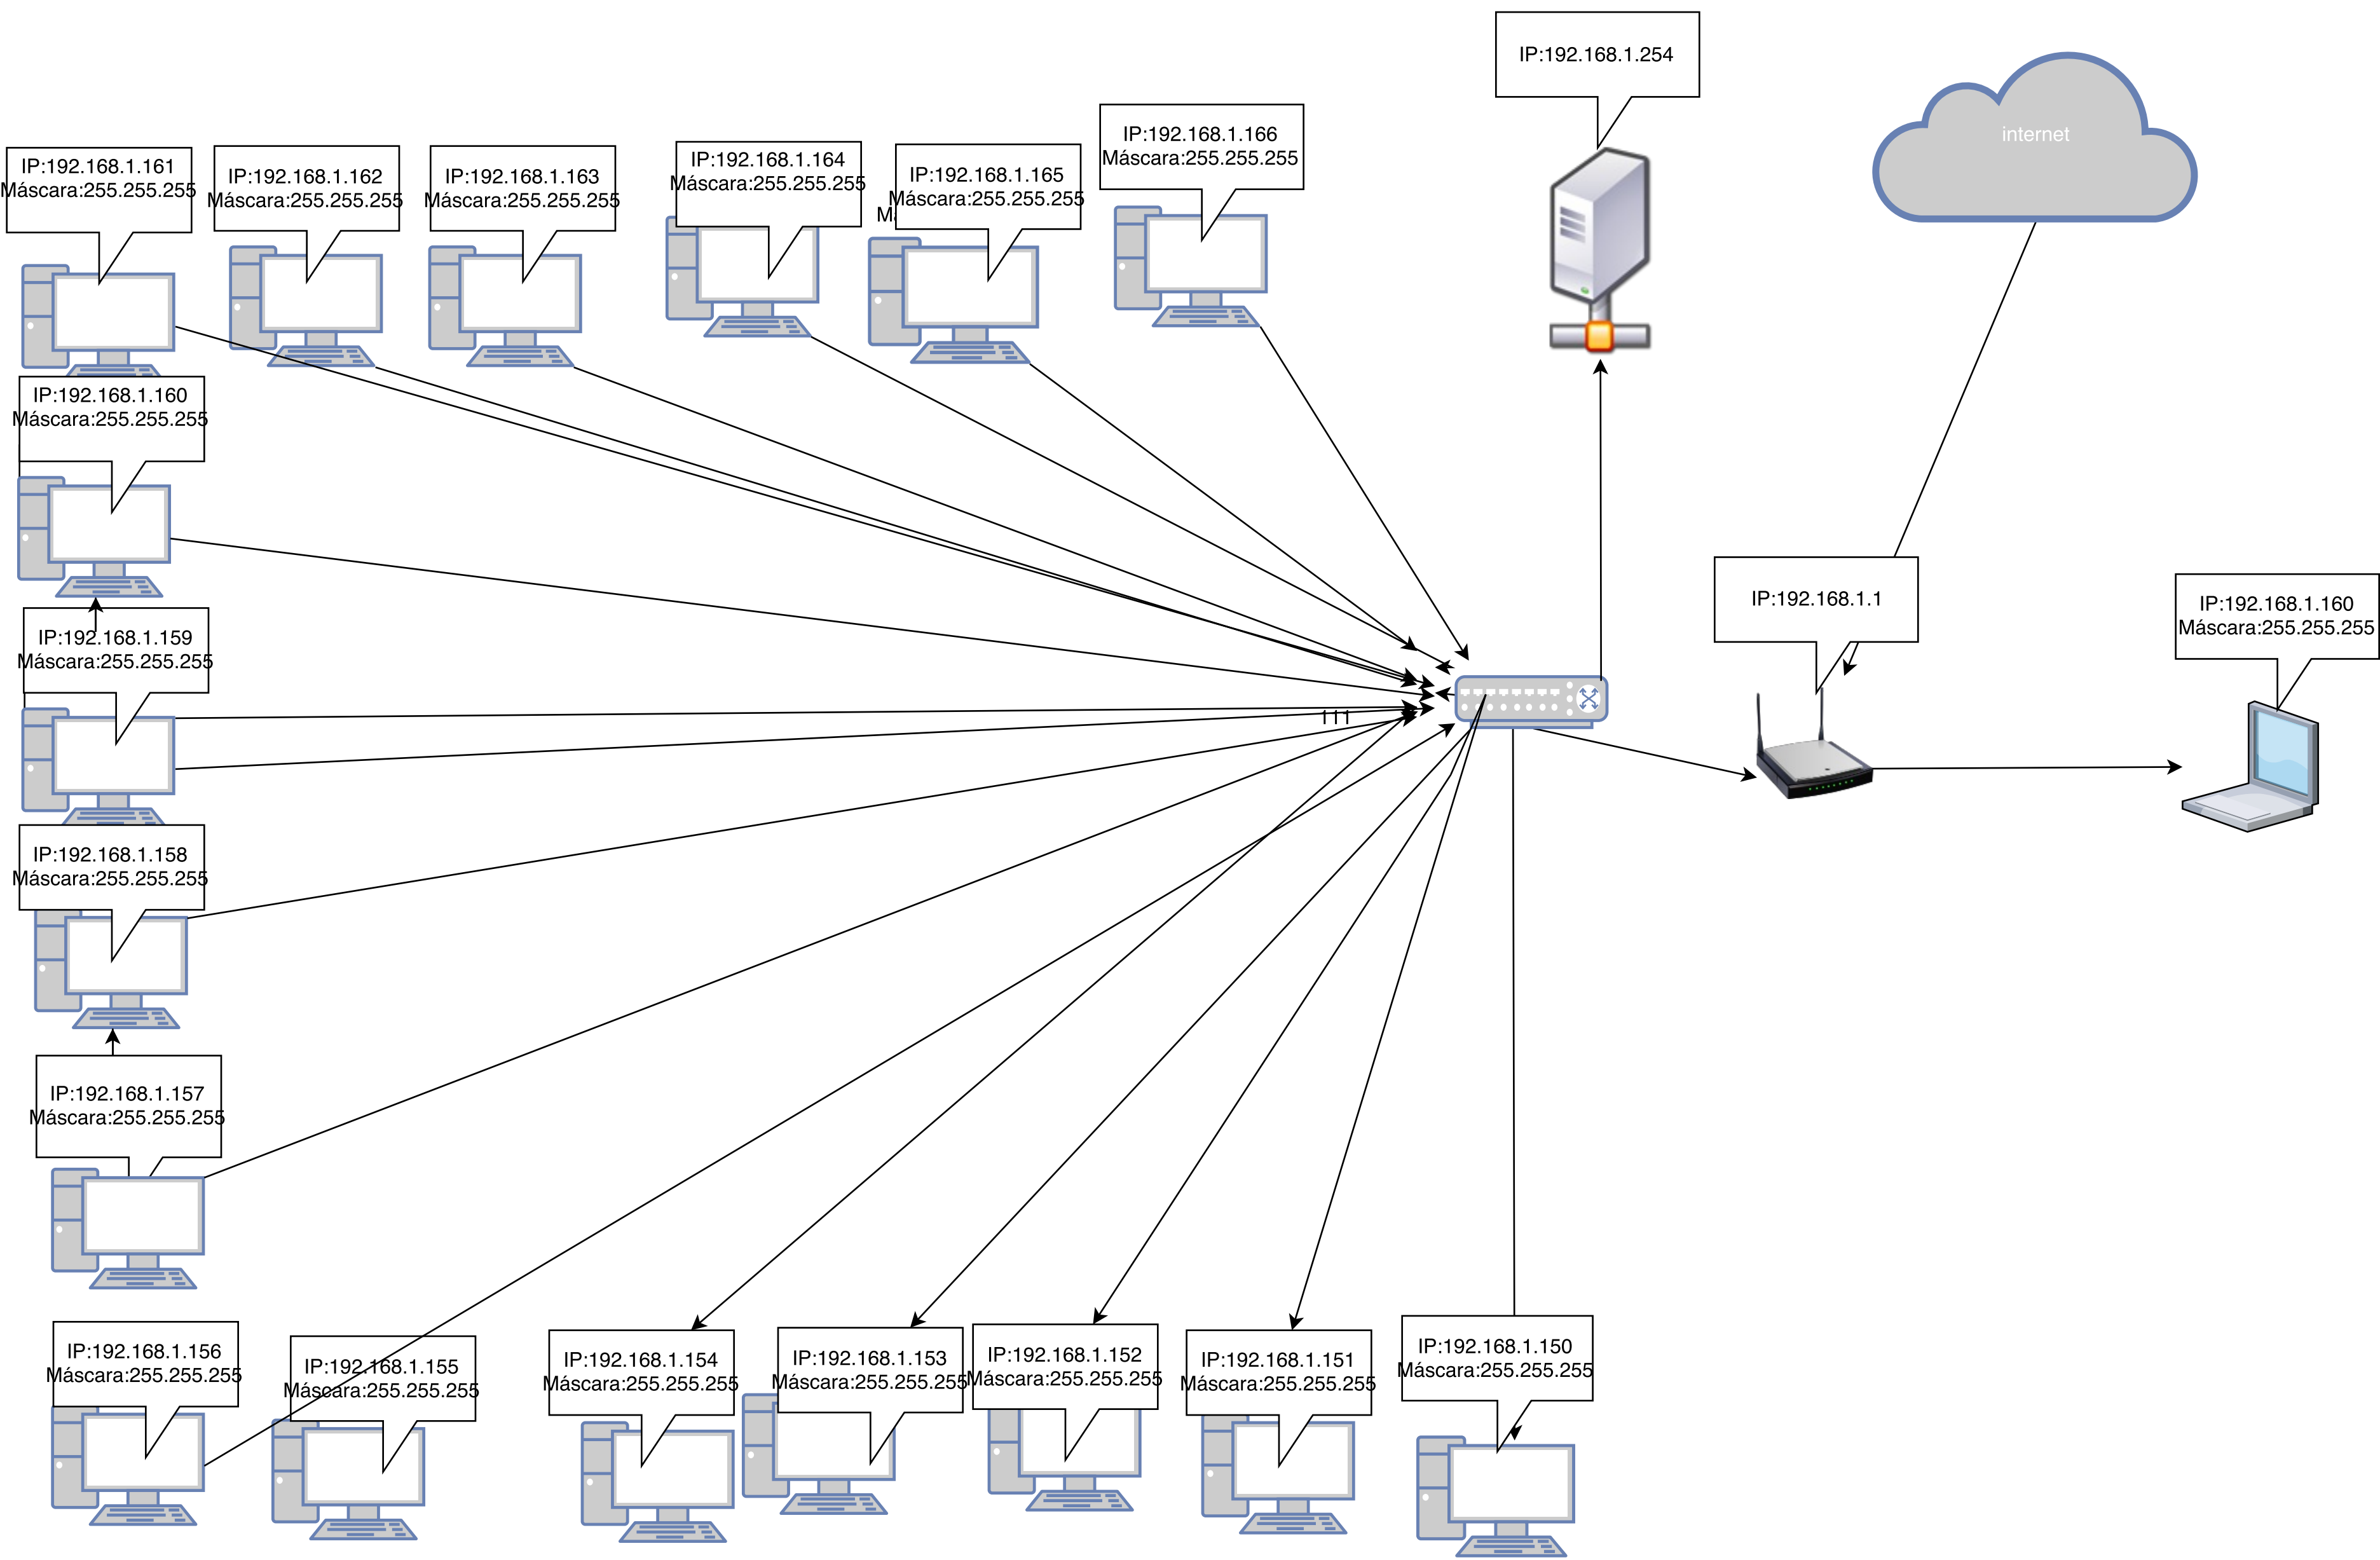 IP:192.168.1.254
internet
IP:192.168.1.166
Máscara:255.255.255
IP:192.168.1.161
Máscara:255.255.255
IP:192.168.1.162
Máscara:255.255.255
IP:192.168.1.163
Máscara:255.255.255
IP:192.168.1.164
Máscara:255.255.255
IP:192.168.1.165
Máscara:255.255.255
IP:192.168.1.160
Máscara:255.255.255
IP:192.168.1.1
IP:192.168.1.160
Máscara:255.255.255
IP:192.168.1.159
Máscara:255.255.255
111
IP:192.168.1.158
Máscara:255.255.255
IP:192.168.1.157
Máscara:255.255.255
IP:192.168.1.156
Máscara:255.255.255
IP:192.168.1.155
Máscara:255.255.255
IP:192.168.1.154
Máscara:255.255.255
IP:192.168.1.153
Máscara:255.255.255
IP:192.168.1.152
Máscara:255.255.255
IP:192.168.1.151
Máscara:255.255.255
IP:192.168.1.150
Máscara:255.255.255